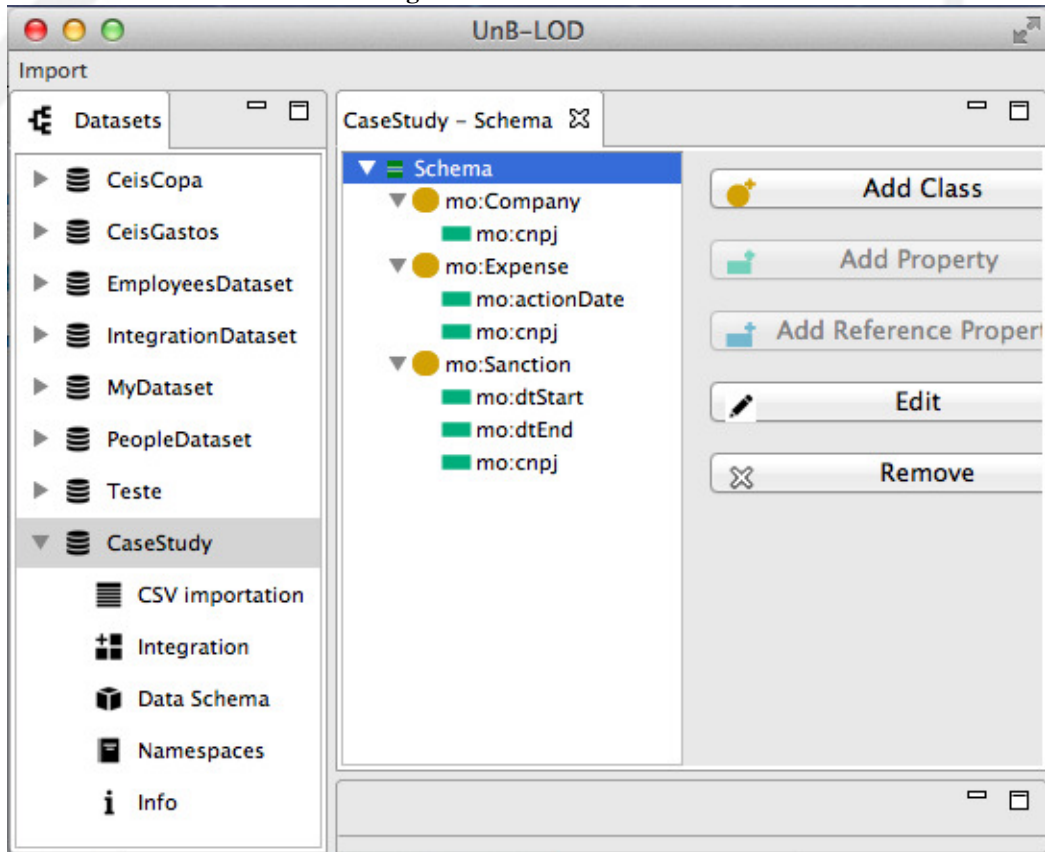 UnB-LOD
Import
Datasets
CeisCopa
CeisGastos
EmployeesDataset
IntegrationDataset
MyDataset
PeopleDataset
Teste
CaseStudy
CSV importation
Integration
Data Schema
Namespaces
Info
CaseStudy - Schema
Schema
mo:Company
mo:cnpj
mo:Expense
mo:actionDate
mo:cnpj
mo:Sanction
mo:dtStart
mo:dtEnd
mo:cnpj
Add Class
Add Property
Add Reference Propert
Edit
Remove